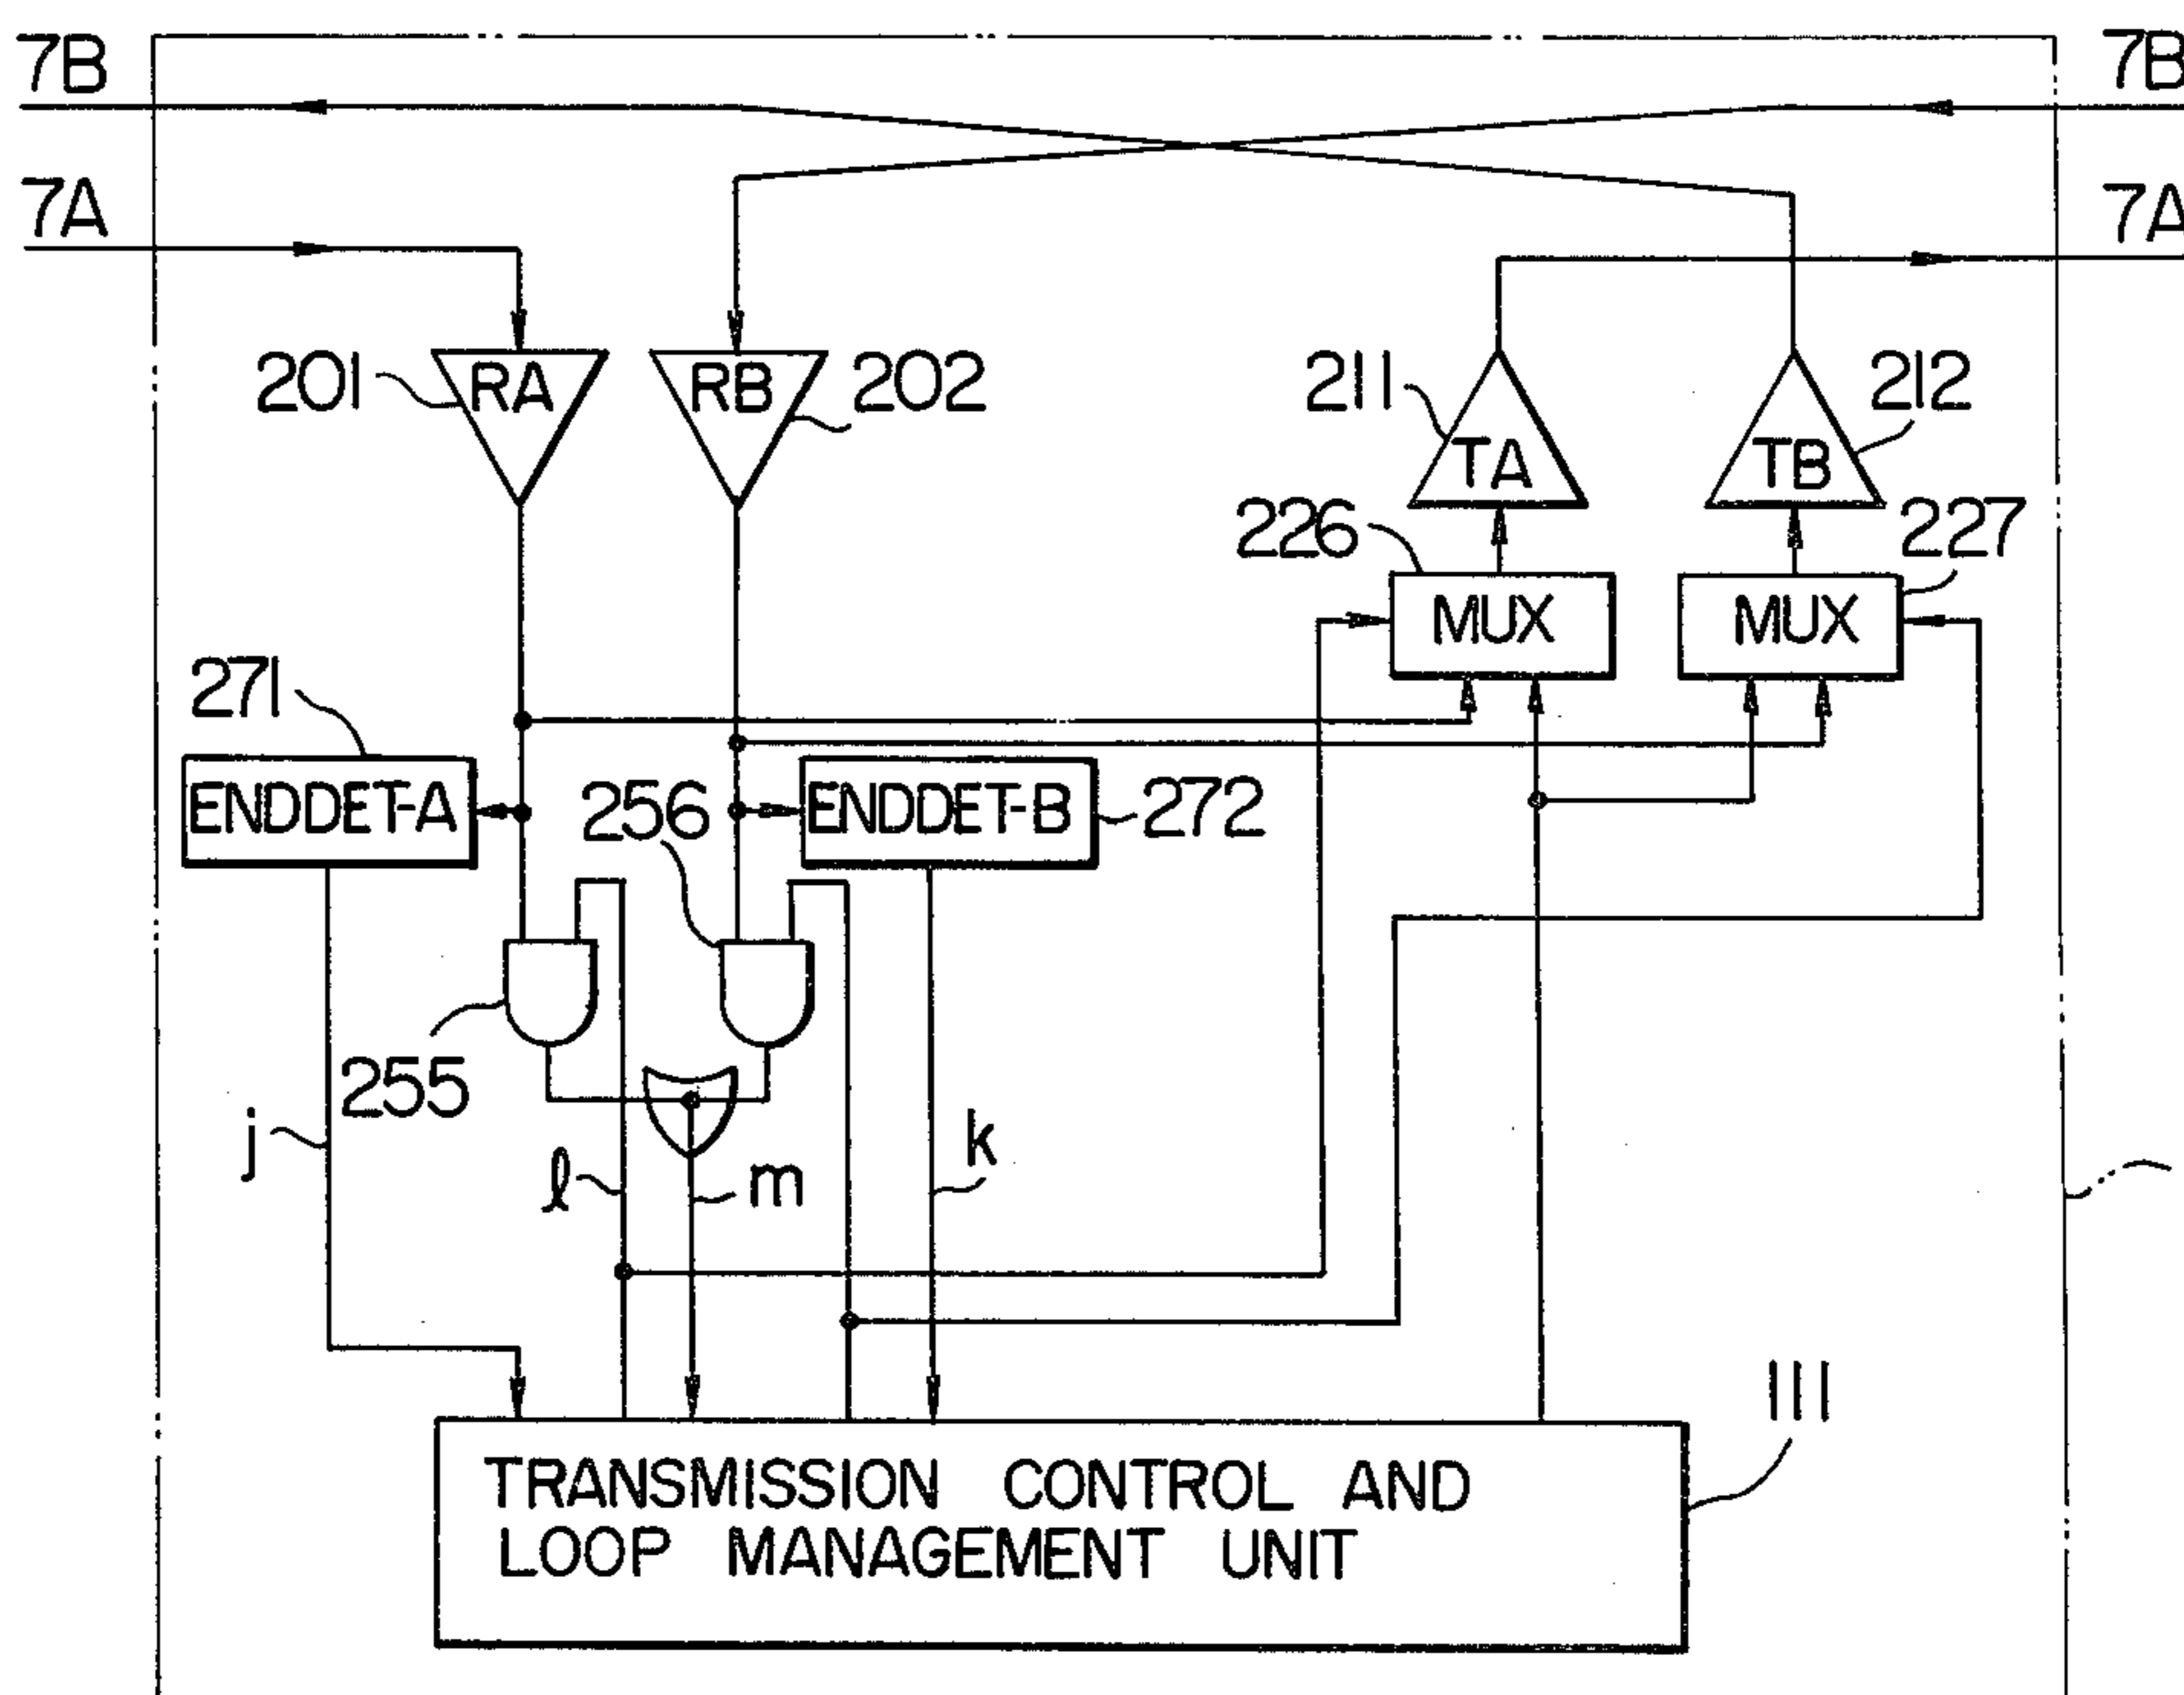 7B
7B
7A
7A
201
RA
RB
202
211
TA
TB
212
226
227
MUX
MUX
271
ENDDET-A
256
ENDDET-B
272
255
j
ℓ
m
k
111
TRANSMISSION CONTROL AND
LOOP MANAGEMENT UNIT